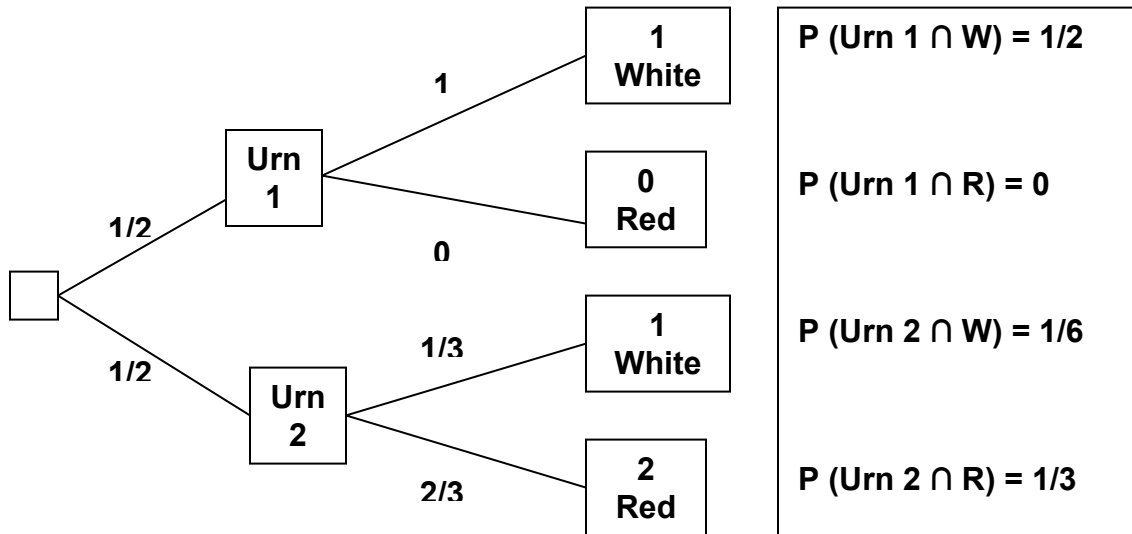 1
White
P (Urn 1 ∩ W) = 1/2
1
Urn
1
0
Red
P (Urn 1 ∩ R) = 0
1/2
0
1
White
P (Urn 2 ∩ W) = 1/6
1/3
1/2
Urn
2
2
Red
P (Urn 2 ∩ R) = 1/3
2/3